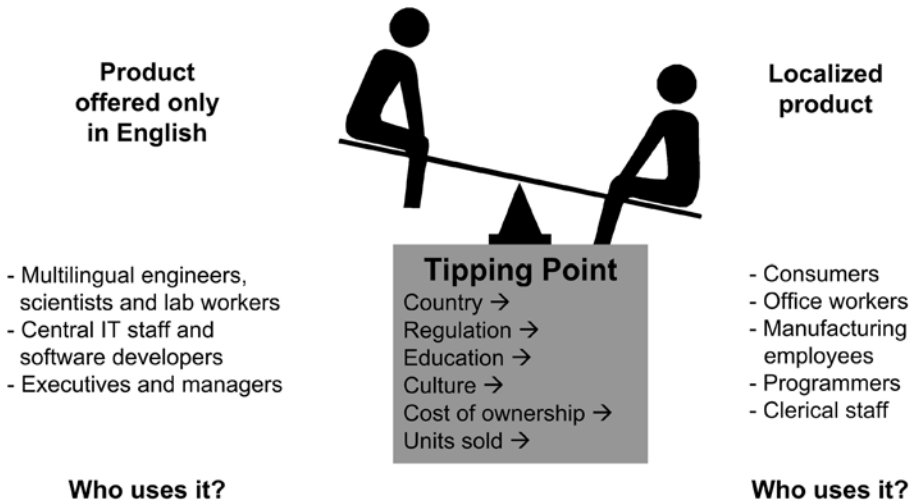 Product
offered only
in English
Localized
product
- Multilingual engineers,
scientists and lab workers
- Central IT staff and
software developers
- Executives and managers
Tipping Point
Country →
Regulation →
Education →
Culture →
Cost of ownership →
Units sold →
- Consumers
- Office workers
- Manufacturing
employees
- Programmers
- Clerical staff
Who uses it?
Who uses it?